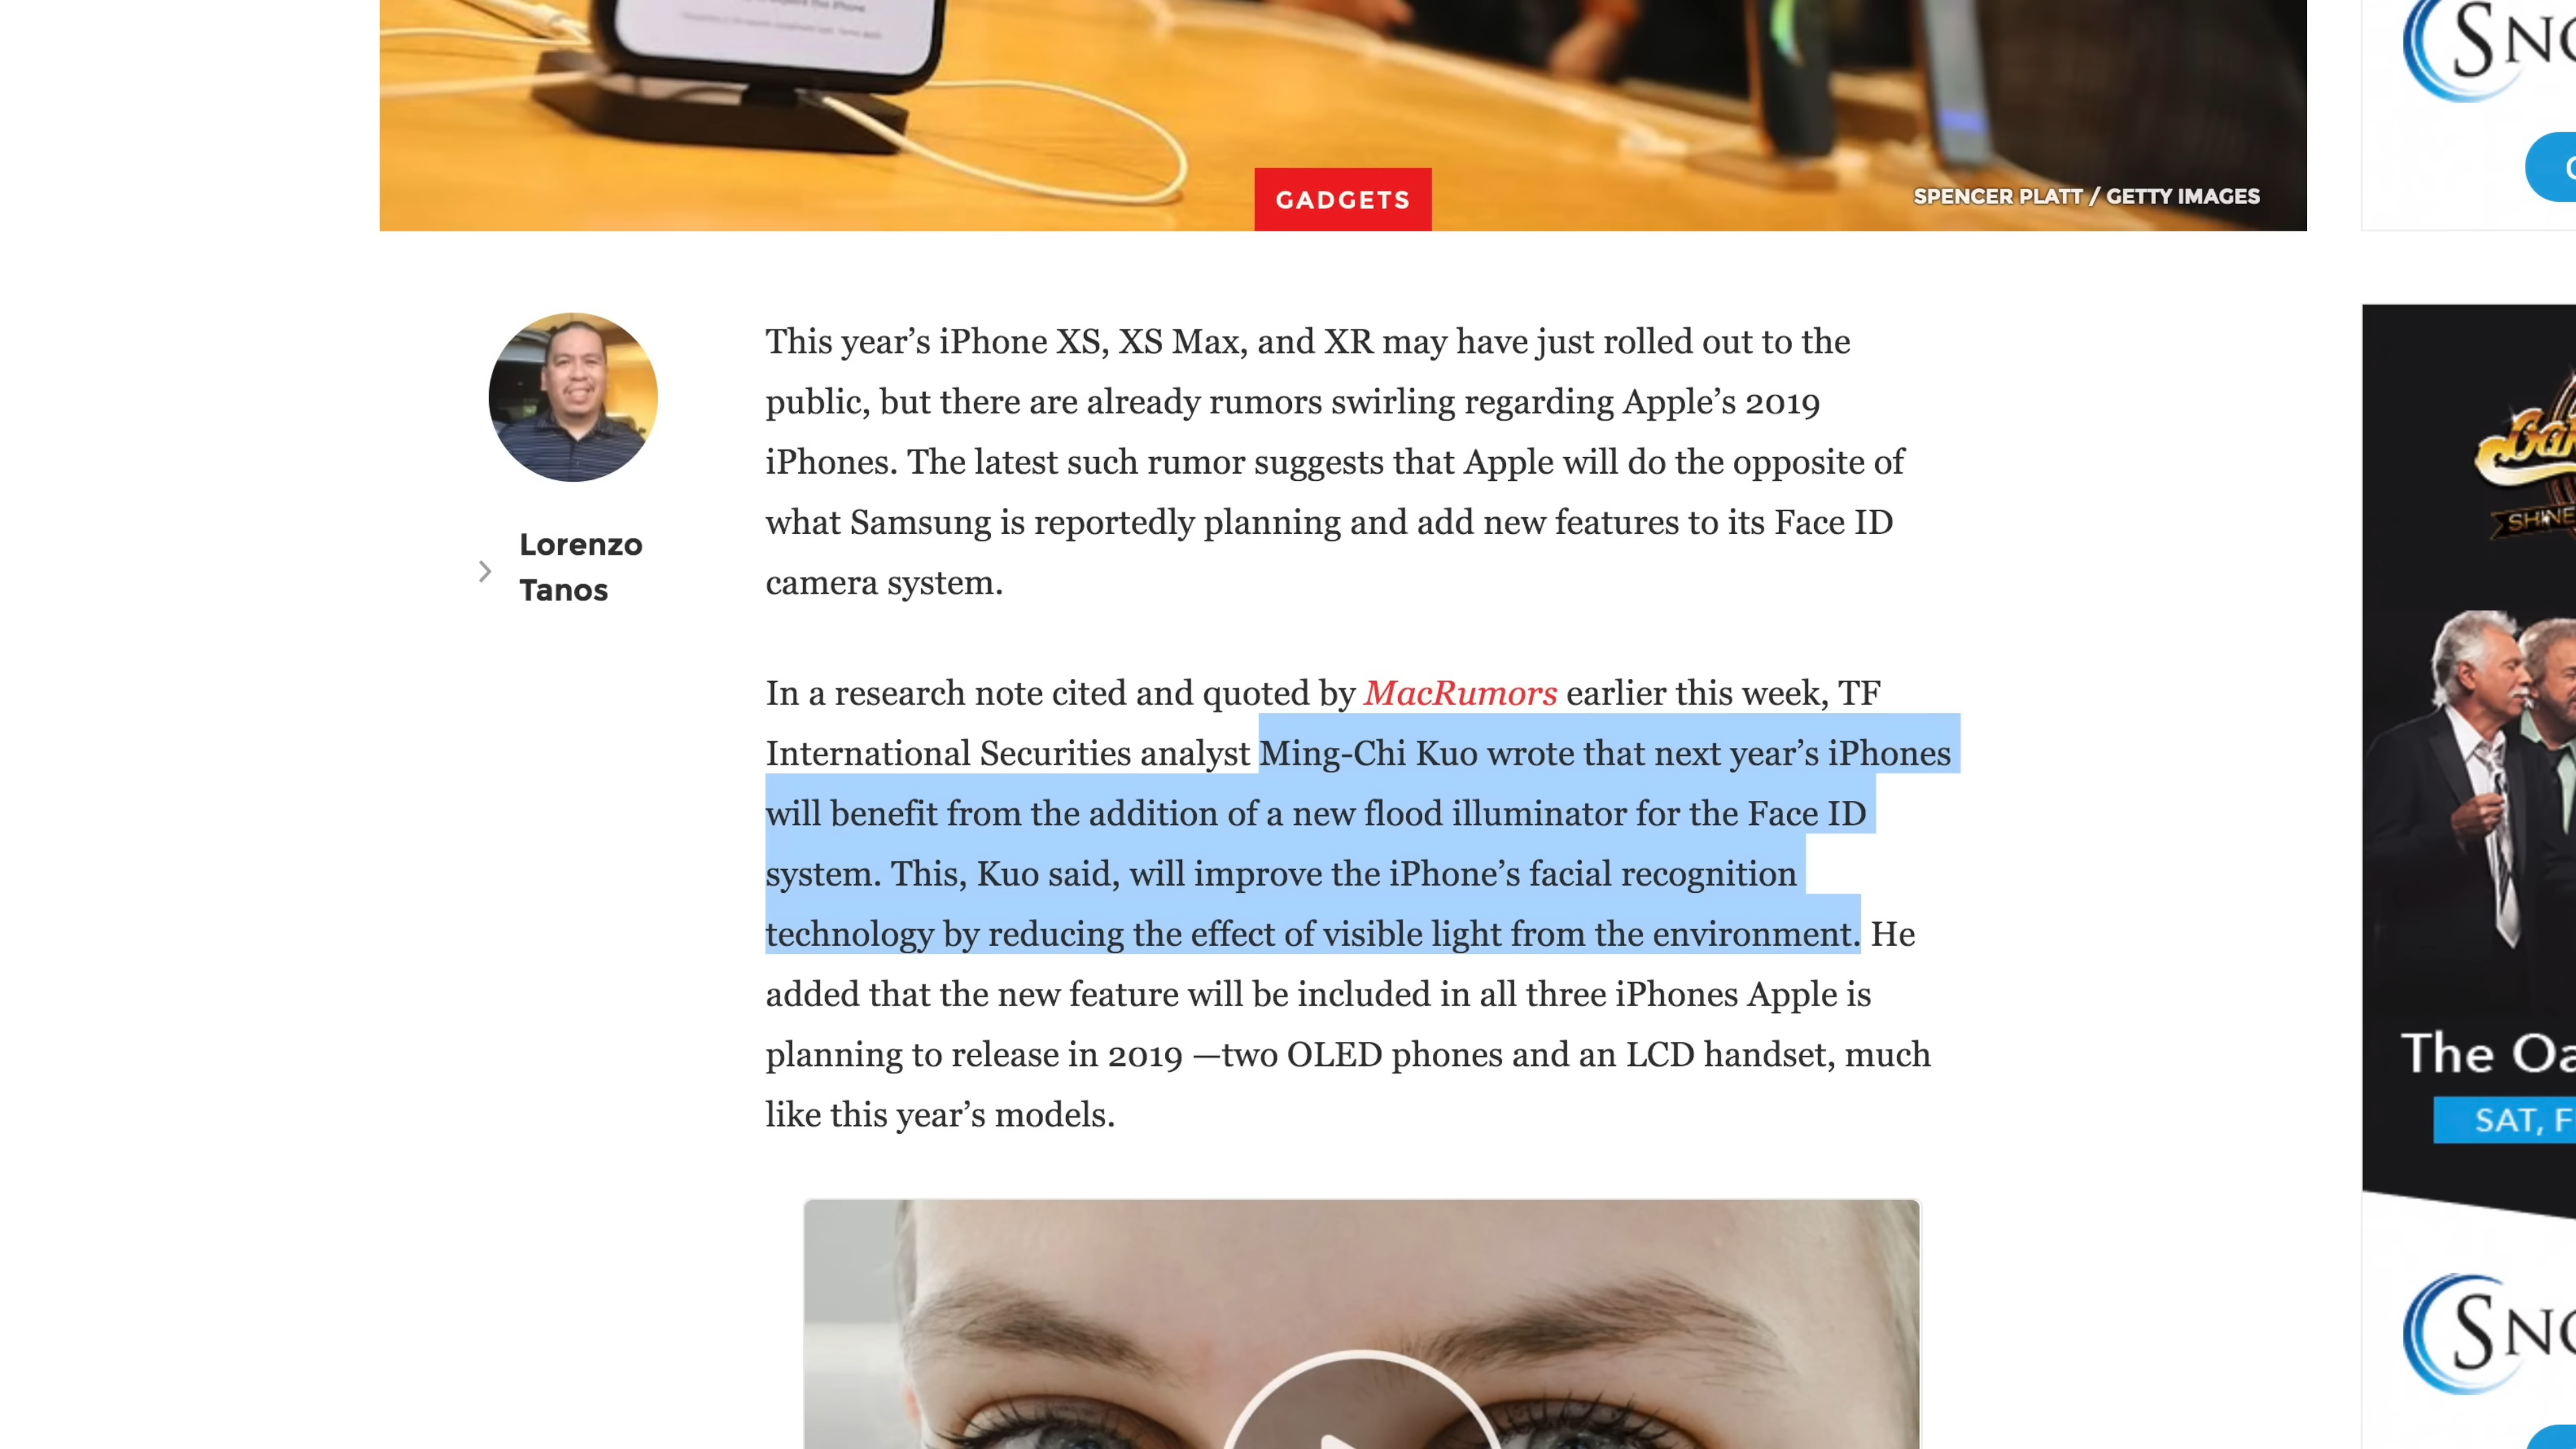 GADGETS
SPENCER PLATT / GETTY IMAGES
Lorenzo
Tanos
This year’s iPhone XS, XS Max, and XR may have just rolled out to the
public, but there are already rumors swirling regarding Apple’s 2019
iPhones. The latest such rumor suggests that Apple will do the opposite of
what Samsung is reportedly planning and add new features to its Face ID
camera system.
In a research note cited and quoted by MacRumors earlier this week, TF
International Securities analyst Ming-Chi Kuo wrote that next year’s iPhones
will benefit from the addition of a new flood illuminator for the Face ID
system. This, Kuo said, will improve the iPhone’s facial recognition
technology by reducing the effect of visible light from the environment. He
added that the new feature will be included in all three iPhones Apple is
planning to release in 2019 —two OLED phones and an LCD handset, much
like this year’s models.
SHINE
The
SAT,